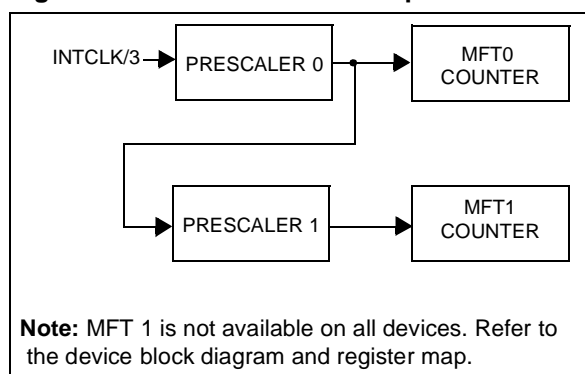 INTCLK/3
PRESCALER 0
MFT0
COUNTER
PRESCALER 1
MFT1
COUNTER
Note: MFT 1 is not available on all devices. Refer to
the device block diagram and register map.